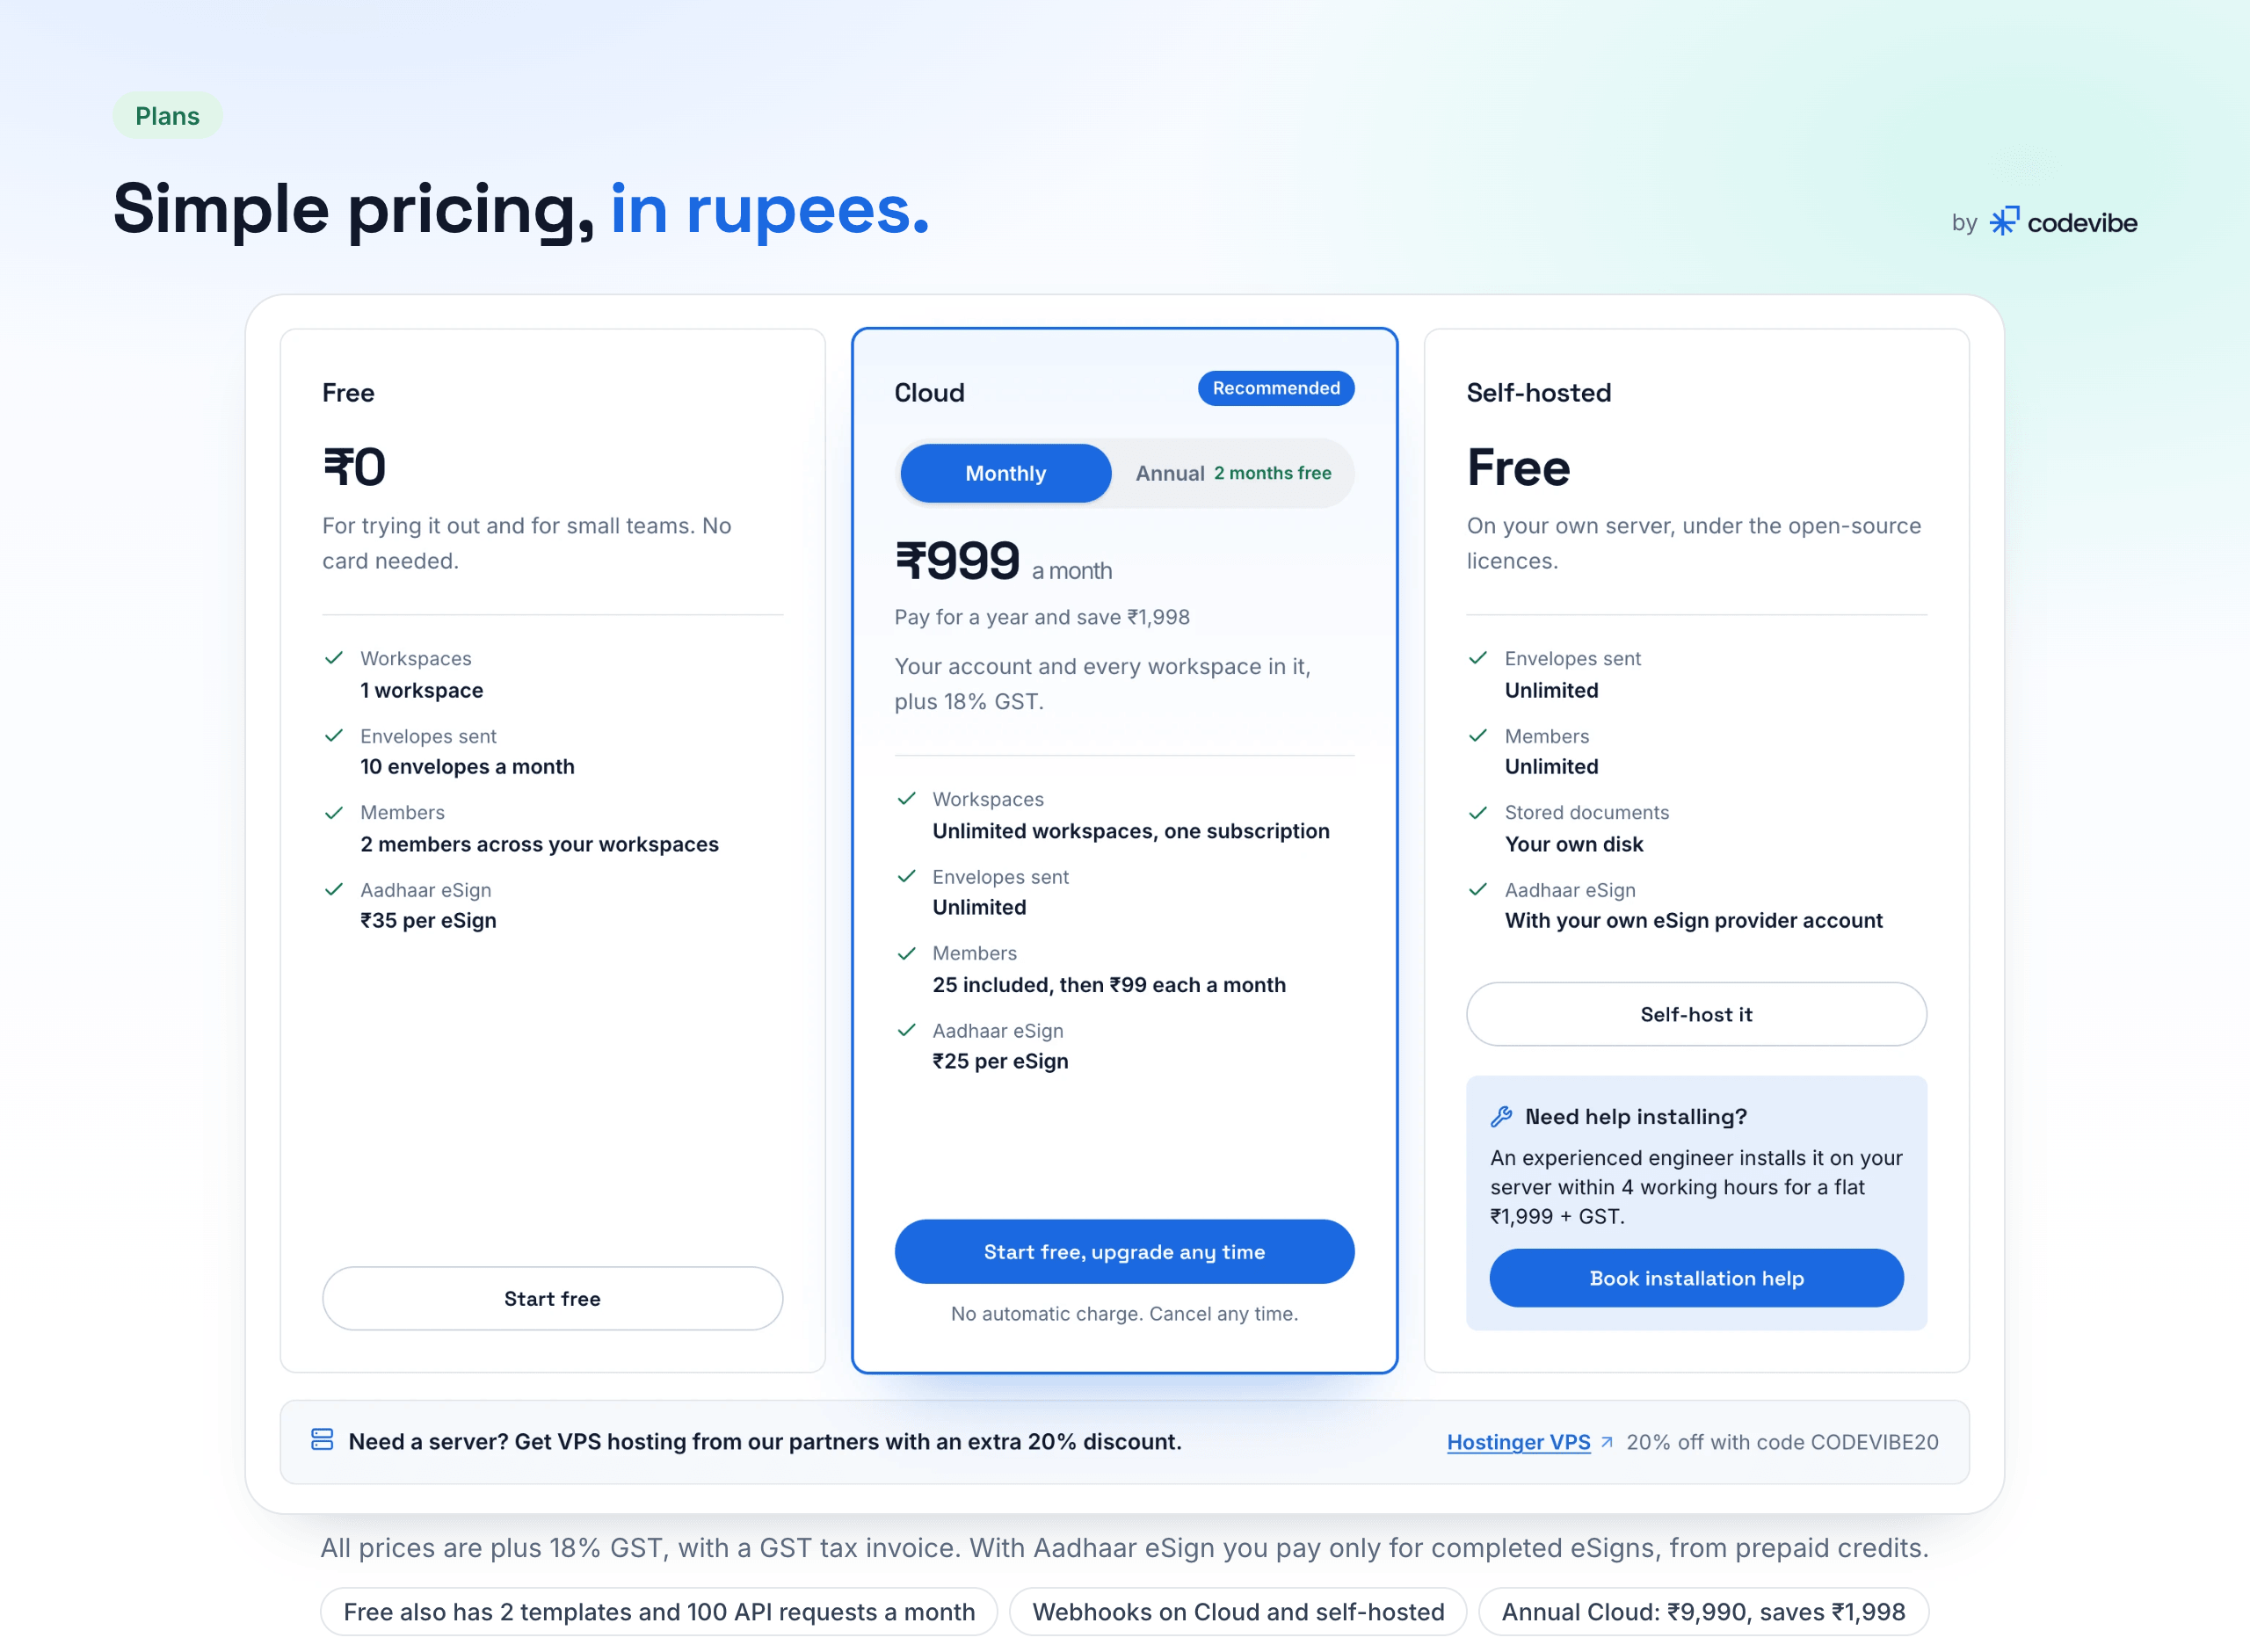 Plans
Simple pricing, in rupees.
by codevibe
Free
₹0
For trying it out and for small teams. No
card needed.
Workspaces
1 workspace
Envelopes sent
10 envelopes a month
Members
2 members across your workspaces
Aadhaar eSign
₹35 per eSign
Start free
Cloud
Recommended
Monthly
Annual 2 months free
₹999 a month
Pay for a year and save ₹1,998
Your account and every workspace in it,
plus 18% GST.
Workspaces
Unlimited workspaces, one subscription
Envelopes sent
Unlimited
Members
25 included, then ₹99 each a month
Aadhaar eSign
₹25 per eSign
Start free, upgrade any time
No automatic charge. Cancel any time.
Self-hosted
Free
On your own server, under the open-source
licences.
Envelopes sent
Unlimited
Members
Unlimited
Stored documents
Your own disk
Aadhaar eSign
With your own eSign provider account
Self-host it
Need help installing?
An experienced engineer installs it on your
server within 4 working hours for a flat
₹1,999 + GST.
Book installation help
Need a server? Get VPS hosting from our partners with an extra 20% discount.
Hostinger VPS 20% off with code CODEVIBE20
All prices are plus 18% GST, with a GST tax invoice. With Aadhaar eSign you pay only for completed eSigns, from prepaid credits.
Free also has 2 templates and 100 API requests a month
Webhooks on Cloud and self-hosted
Annual Cloud: ₹9,990, saves ₹1,998